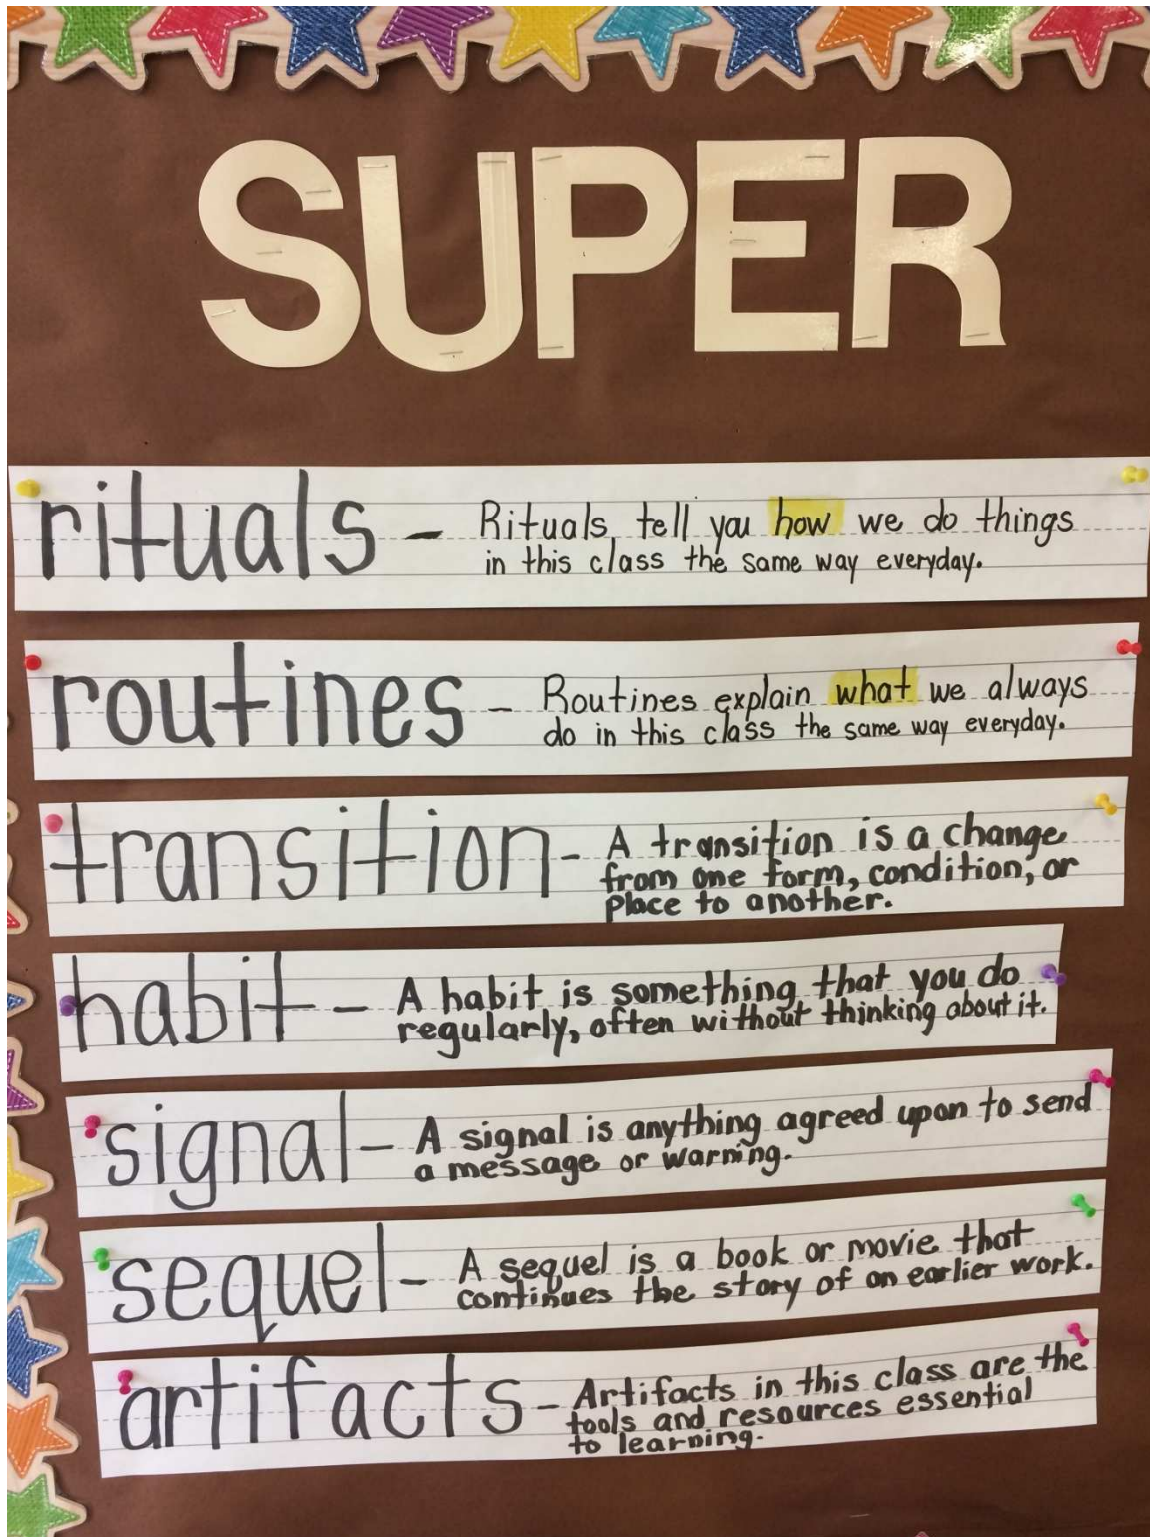 SUPER
rituals - Rituals tell you how we do things
in this class the same way everyday.
routines - Routines explain what we always
do in this class the same way everyday.
transition - A transition is a change
from one form, condition, or
place to another.
habit - A habit is something that you do
regularly, often without thinking about it.
signal - A signal is anything agreed upon to send
a message or warning.
sequel - A sequel is a book or movie that
continues the story of an earlier work.
artifacts - Artifacts in this class are the
tools and resources essential
to learning.